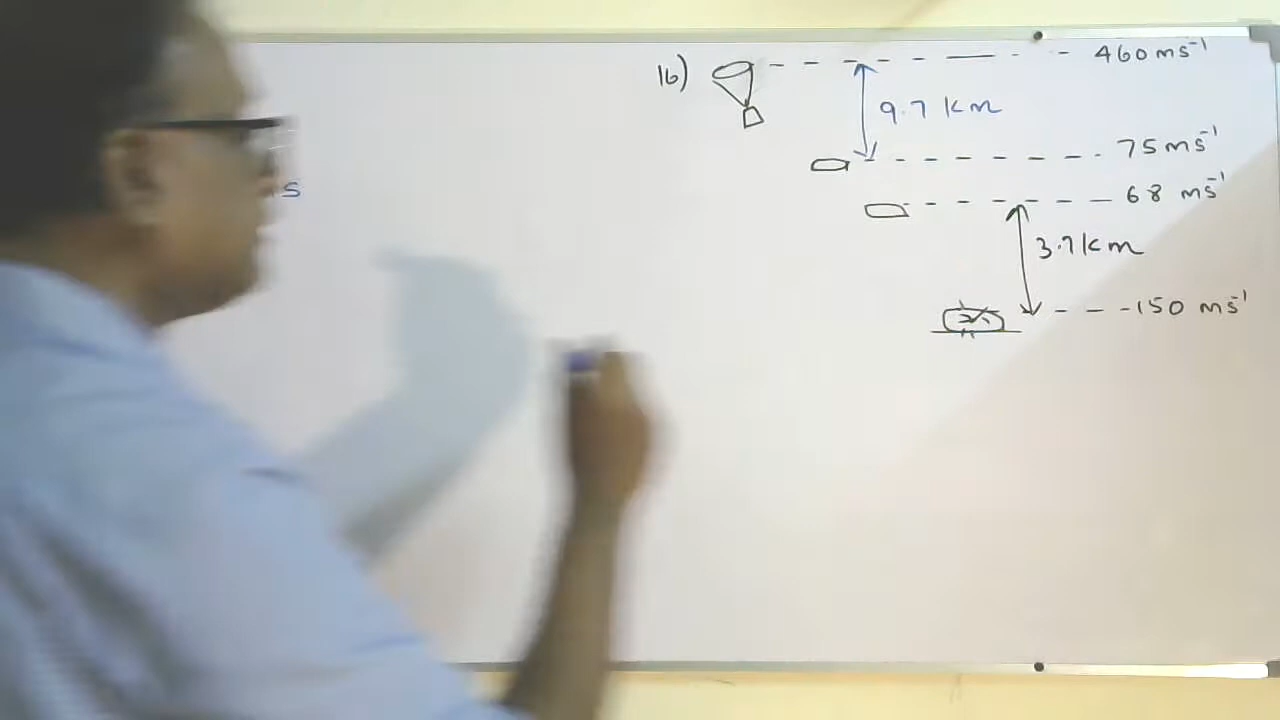 16) 460 ms⁻¹
9.7 km
75 ms⁻¹
68 ms⁻¹
3.7 km
150 ms⁻¹
s